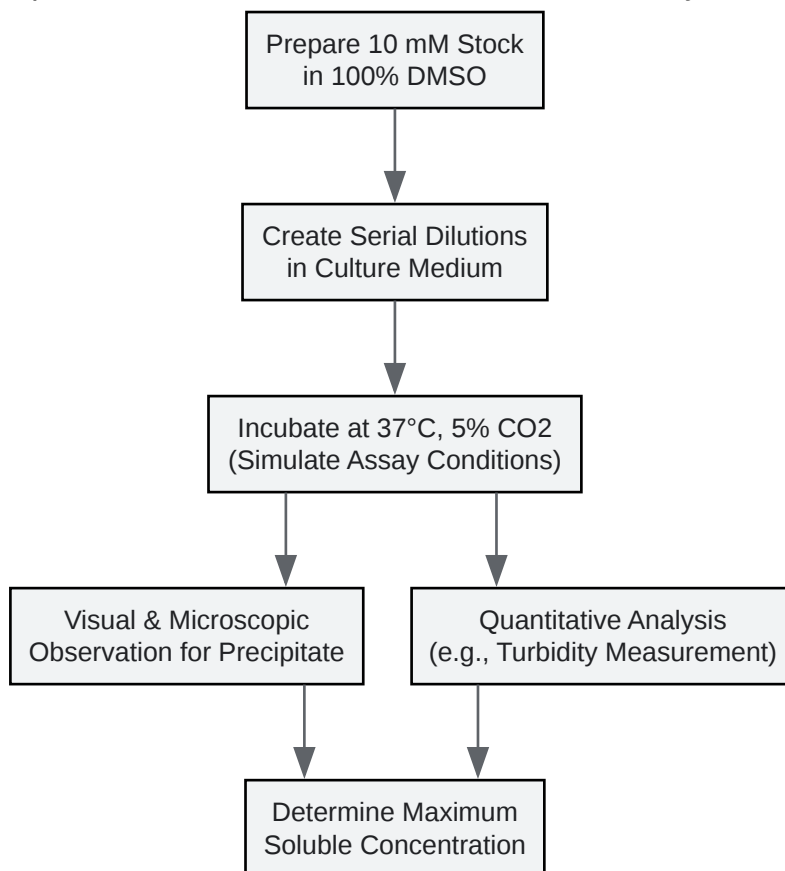 Prepare 10 mM Stock
in 100% DMSO
Create Serial Dilutions
in Culture Medium
Incubate at 37°C, 5% CO2
(Simulate Assay Conditions)
Visual & Microscopic
Observation for Precipitate
Quantitative Analysis
(e.g., Turbidity Measurement)
Determine Maximum
Soluble Concentration